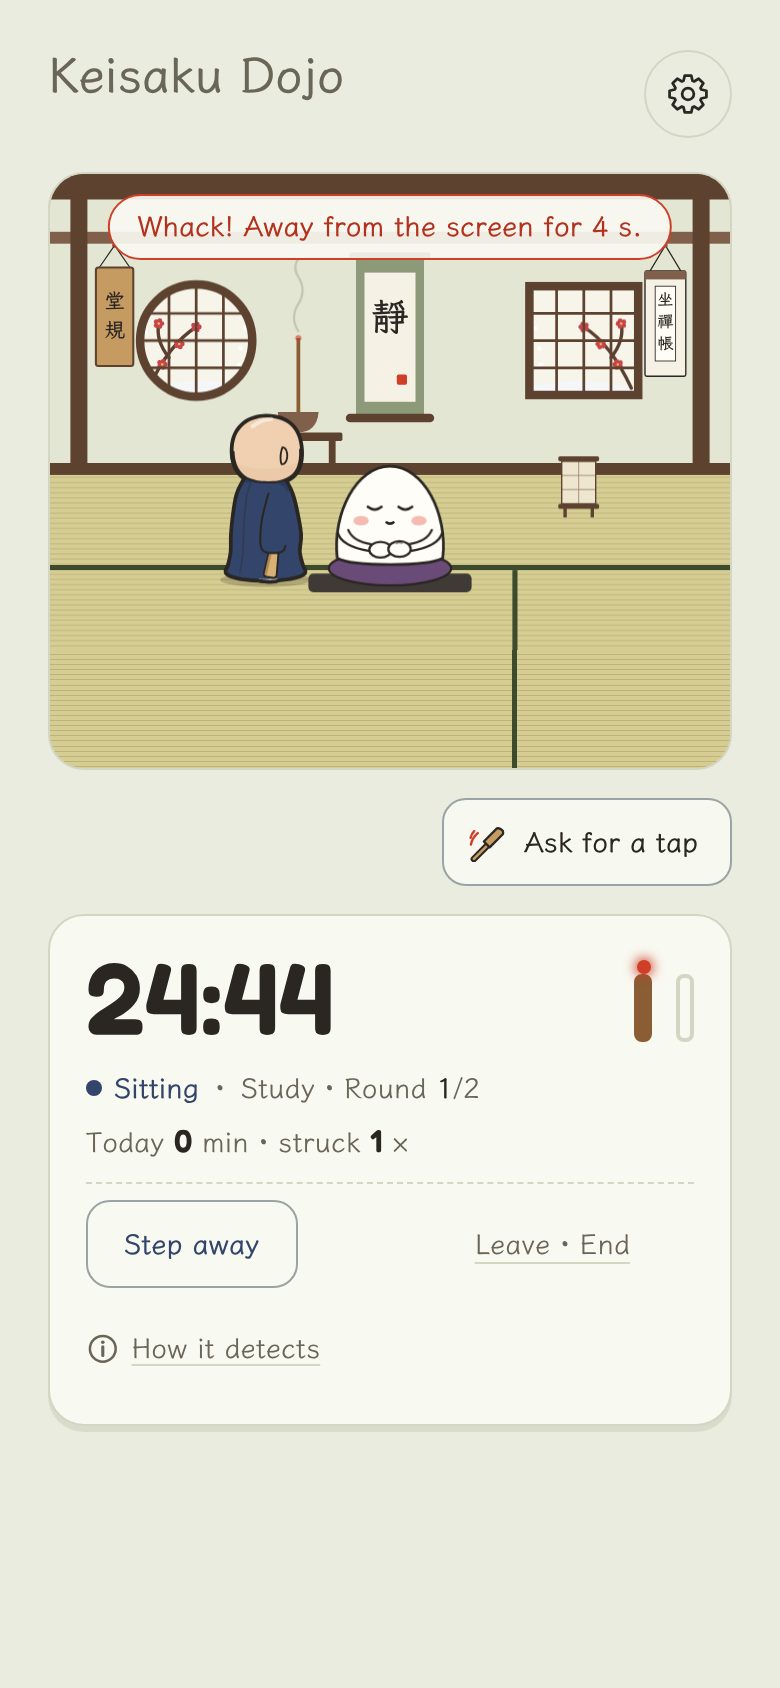 Keisaku Dojo
Whack! Away from the screen for 4 s.
堂規
靜
坐禪帳
Ask for a tap
24:44
Sitting • Study • Round 1/2
Today 0 min • struck 1 ×
Step away
Leave • End
How it detects